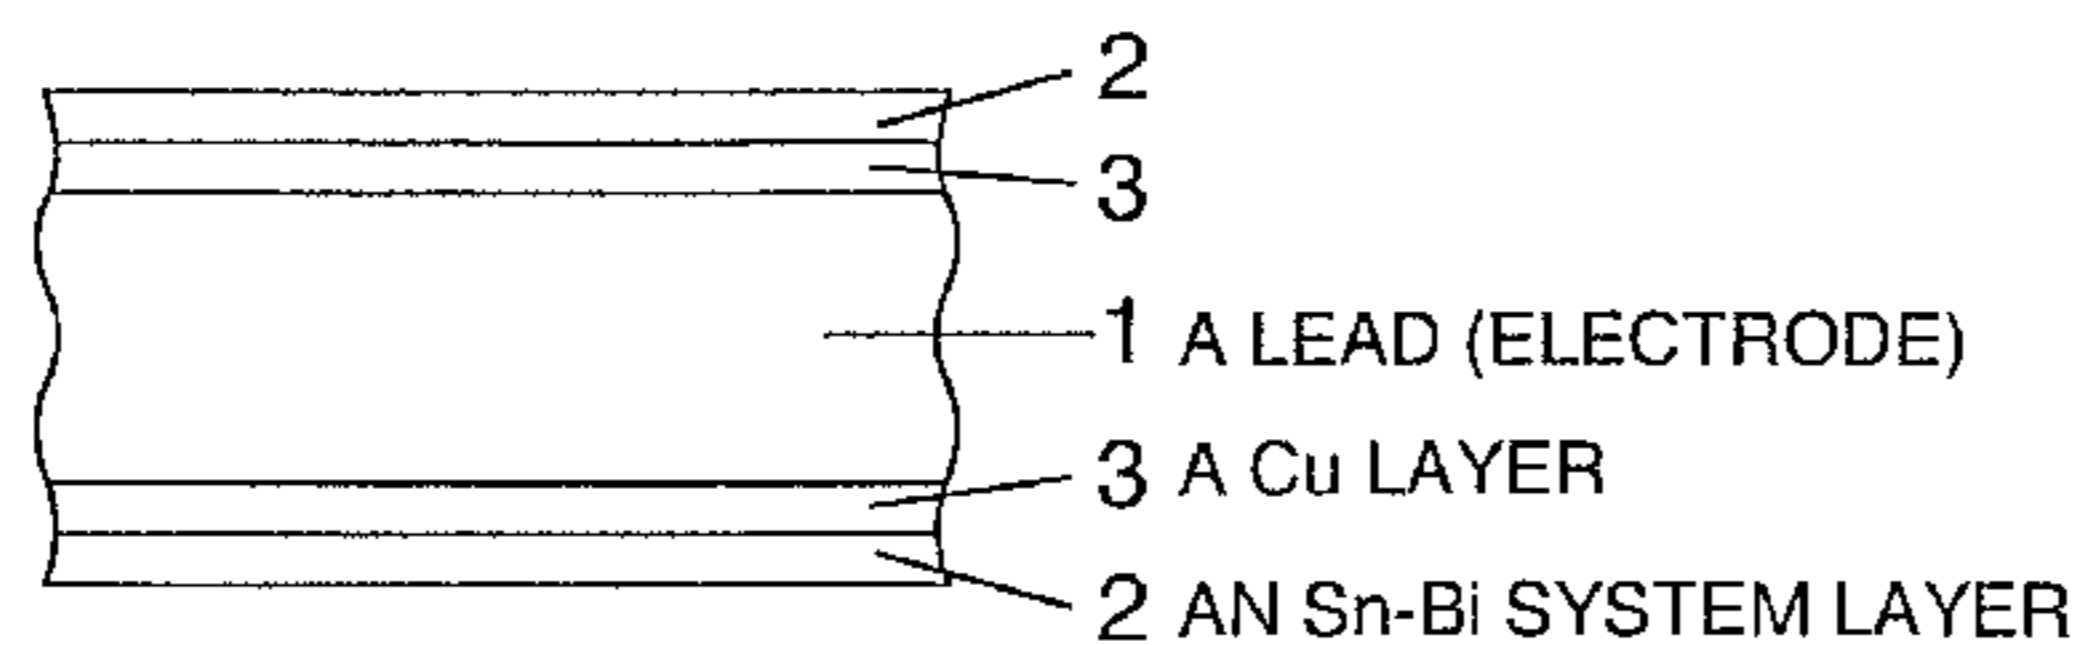 2
3
1 A LEAD (ELECTRODE)
3 A Cu LAYER
2 AN Sn-Bi SYSTEM LAYER